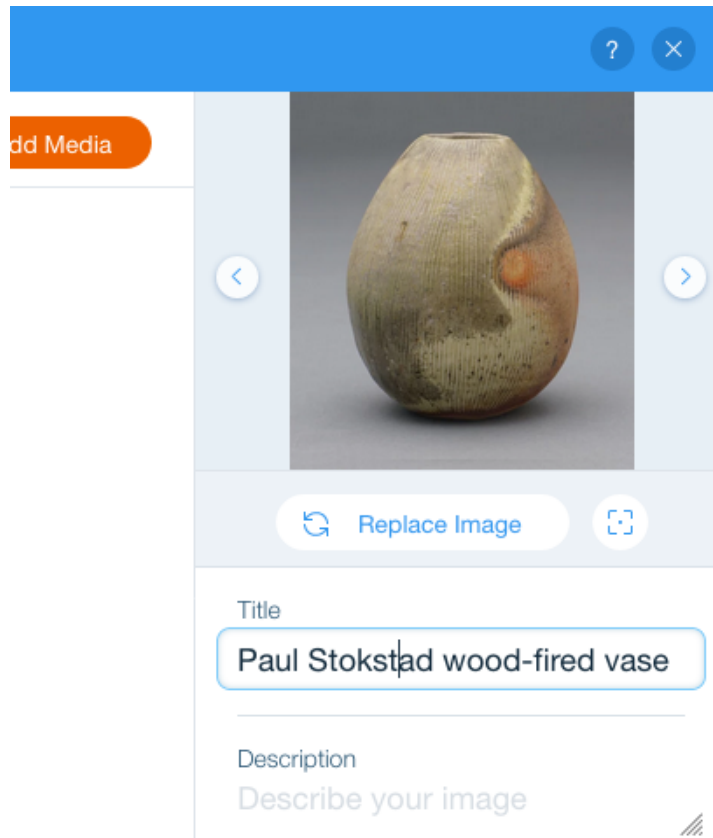 ?
dd Media
Replace Image
Title
Paul Stokstad wood-fired vase
Description
Describe your image